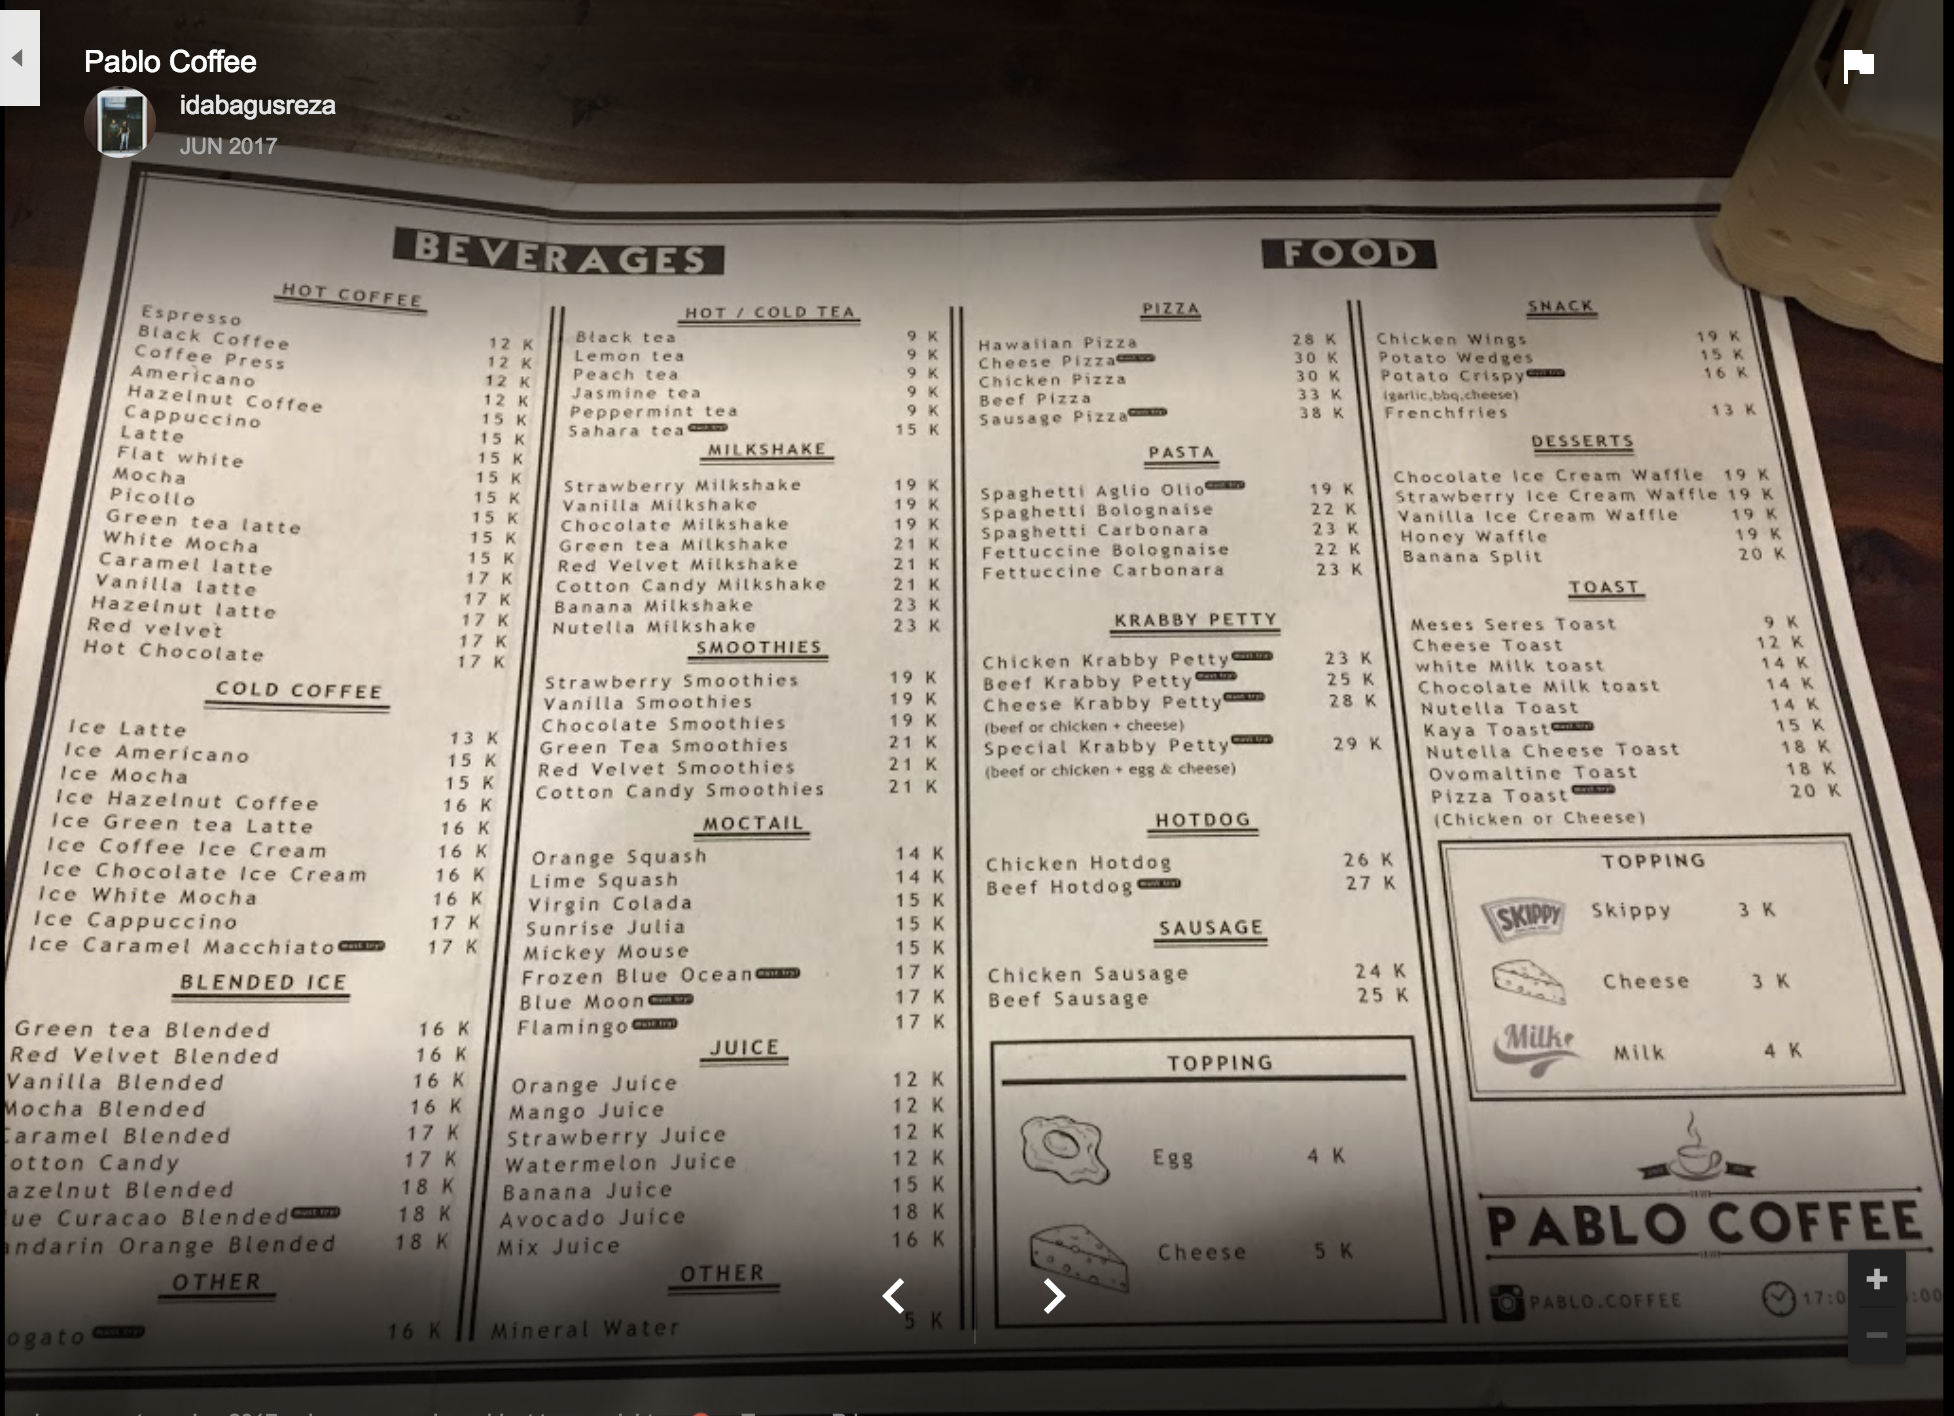 Pablo Coffee
idabagusreza
JUN 2017
BEVERAGES
HOT COFFEE
Espresso 12 K
Black Coffee 12 K
Coffee Press 12 K
Americano 12 K
Hazelnut Coffee 15 K
Cappuccino 15 K
Latte 15 K
Flat white 15 K
Mocha 15 K
Picollo 15 K
Green tea latte 15 K
White Mocha 15 K
Caramel latte 17 K
Vanilla latte 17 K
Hazelnut latte 17 K
Red velvet 17 K
Hot Chocolate 17 K
COLD COFFEE
Ice Latte 13 K
Ice Americano 15 K
Ice Mocha 15 K
Ice Hazelnut Coffee 16 K
Ice Green tea Latte 16 K
Ice Coffee Ice Cream 16 K
Ice Chocolate Ice Cream 16 K
Ice White Mocha 16 K
Ice Cappuccino 17 K
Ice Caramel Macchiato must try! 17 K
BLENDED ICE
Green tea Blended 16 K
Red Velvet Blended 16 K
Vanilla Blended 16 K
Mocha Blended 16 K
Caramel Blended 17 K
otton Candy 17 K
azelnut Blended 18 K
ue Curacao Blended must try! 18 K
andarin Orange Blended 18 K
OTHER
ogato must try! 16 K
HOT / COLD TEA
Black tea 9 K
Lemon tea 9 K
Peach tea 9 K
Jasmine tea 9 K
Peppermint tea 9 K
Sahara tea must try! 15 K
MILKSHAKE
Strawberry Milkshake 19 K
Vanilla Milkshake 19 K
Chocolate Milkshake 19 K
Green tea Milkshake 21 K
Red Velvet Milkshake 21 K
Cotton Candy Milkshake 21 K
Banana Milkshake 23 K
Nutella Milkshake 23 K
SMOOTHIES
Strawberry Smoothies 19 K
Vanilla Smoothies 19 K
Chocolate Smoothies 19 K
Green Tea Smoothies 21 K
Red Velvet Smoothies 21 K
Cotton Candy Smoothies 21 K
MOCTAIL
Orange Squash 14 K
Lime Squash 14 K
Virgin Colada 15 K
Sunrise Julia 15 K
Mickey Mouse 15 K
Frozen Blue Ocean must try! 17 K
Blue Moon must try! 17 K
Flamingo must try! 17 K
JUICE
Orange Juice 12 K
Mango Juice 12 K
Strawberry Juice 12 K
Watermelon Juice 12 K
Banana Juice 15 K
Avocado Juice 18 K
Mix Juice 16 K
OTHER
Mineral Water 5 K
FOOD
PIZZA
Hawaiian Pizza 28 K
Cheese Pizza must try! 30 K
Chicken Pizza 30 K
Beef Pizza 33 K
Sausage Pizza must try! 38 K
PASTA
Spaghetti Aglio Olio must try! 19 K
Spaghetti Bolognaise 22 K
Spaghetti Carbonara 23 K
Fettuccine Bolognaise 22 K
Fettuccine Carbonara 23 K
KRABBY PETTY
Chicken Krabby Petty must try! 23 K
Beef Krabby Petty must try! 25 K
Cheese Krabby Petty must try! 28 K
(beef or chicken + cheese)
Special Krabby Petty must try! 29 K
(beef or chicken + egg & cheese)
HOTDOG
Chicken Hotdog 26 K
Beef Hotdog must try! 27 K
SAUSAGE
Chicken Sausage 24 K
Beef Sausage 25 K
TOPPING
Egg 4 K
Cheese 5 K
SNACK
Chicken Wings 19 K
Potato Wedges 15 K
Potato Crispy must try! 16 K
(garlic,bbq,cheese)
Frenchfries 13 K
DESSERTS
Chocolate Ice Cream Waffle 19 K
Strawberry Ice Cream Waffle 19 K
Vanilla Ice Cream Waffle 19 K
Honey Waffle 19 K
Banana Split 20 K
TOAST
Meses Seres Toast 9 K
Cheese Toast 12 K
white Milk toast 14 K
Chocolate Milk toast 14 K
Nutella Toast 14 K
Kaya Toast must try! 15 K
Nutella Cheese Toast 18 K
Ovomaltine Toast 18 K
Pizza Toast must try! 20 K
(Chicken or Cheese)
TOPPING
SKIPPY Skippy 3 K
Cheese 3 K
Milk Milk 4 K
PABLO COFFEE
PABLO.COFFEE 17:0 :00